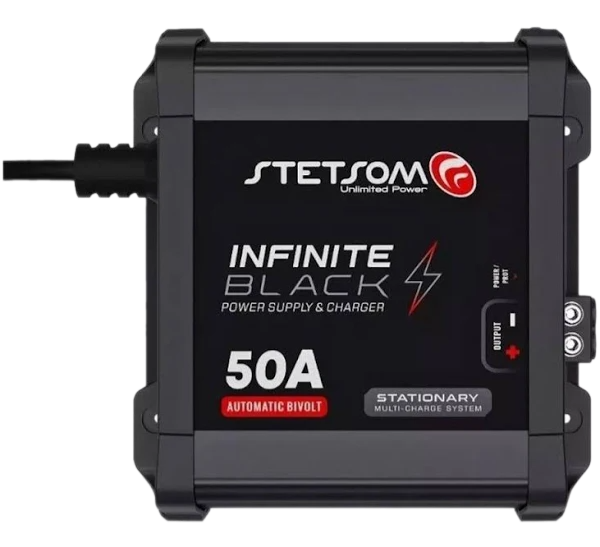 STETSOM
Unlimited Power
INFINITE
BLACK
POWER SUPPLY & CHARGER
POWER/
PROT
OUTPUT
- +
50A
AUTOMATIC BIVOLT
STATIONARY
MULTI-CHARGE SYSTEM